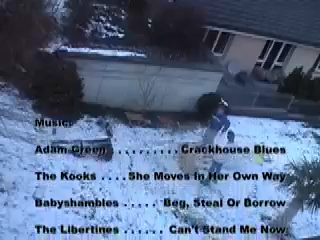 Music:
Adam Green . . . . . . . . . Crackhouse Blues
The Kooks . . . . She Moves In Her Own Way
Babyshambles . . . . . Beg, Steal Or Borrow
The Libertines . . . . . . Can't Stand Me Now